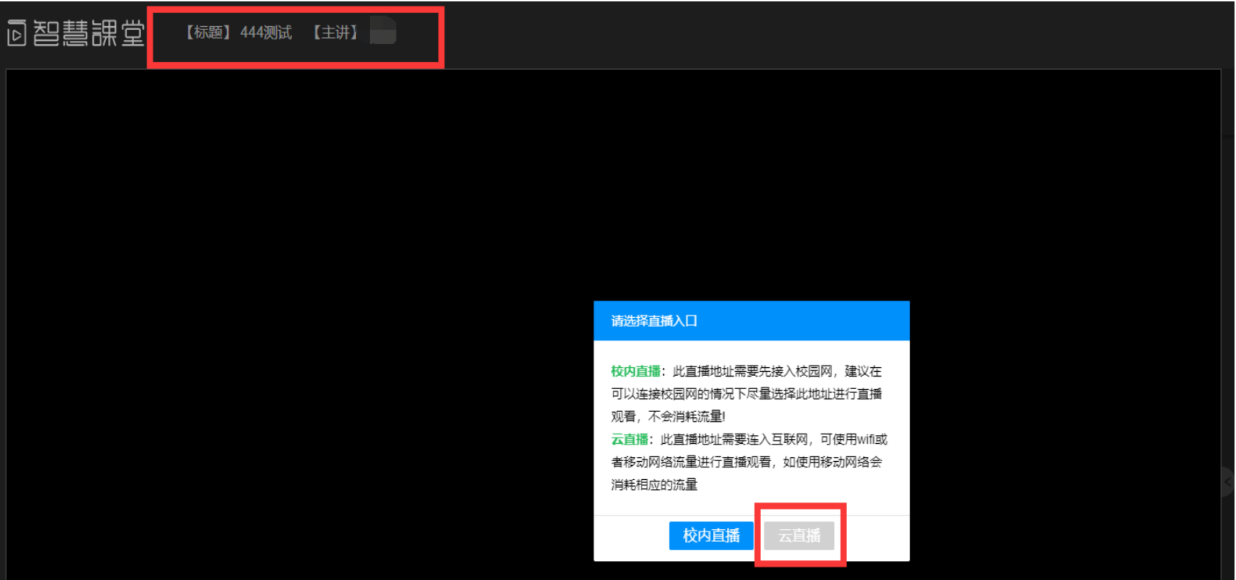 智慧課堂 【标题】444测试 【主讲】
请选择直播入口
校内直播：此直播地址需要先接入校园网，建议在
可以连接校园网的情况下尽量选择此地址进行直播
观看，不会消耗流量!
云直播：此直播地址需要连入互联网，可使用wifi或
者移动网络流量进行直播观看，如使用移动网络会
消耗相应的流量
校内直播 云直播